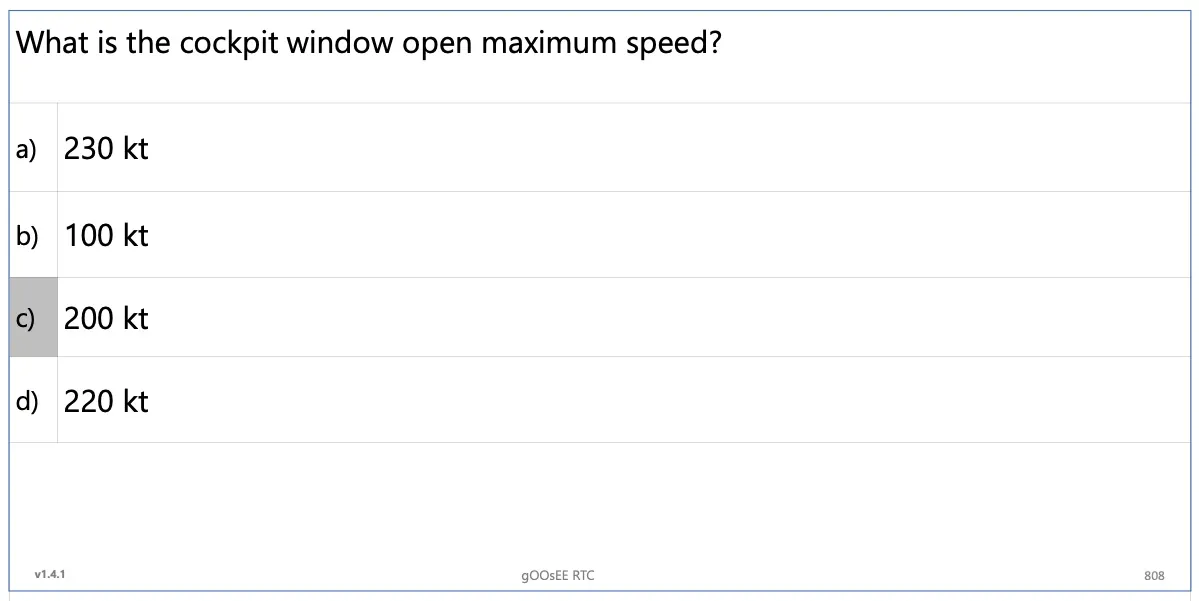 What is the cockpit window open maximum speed?
a) 230 kt
b) 100 kt
c) 200 kt
d) 220 kt
v1.4.1 gOOsEE RTC 808